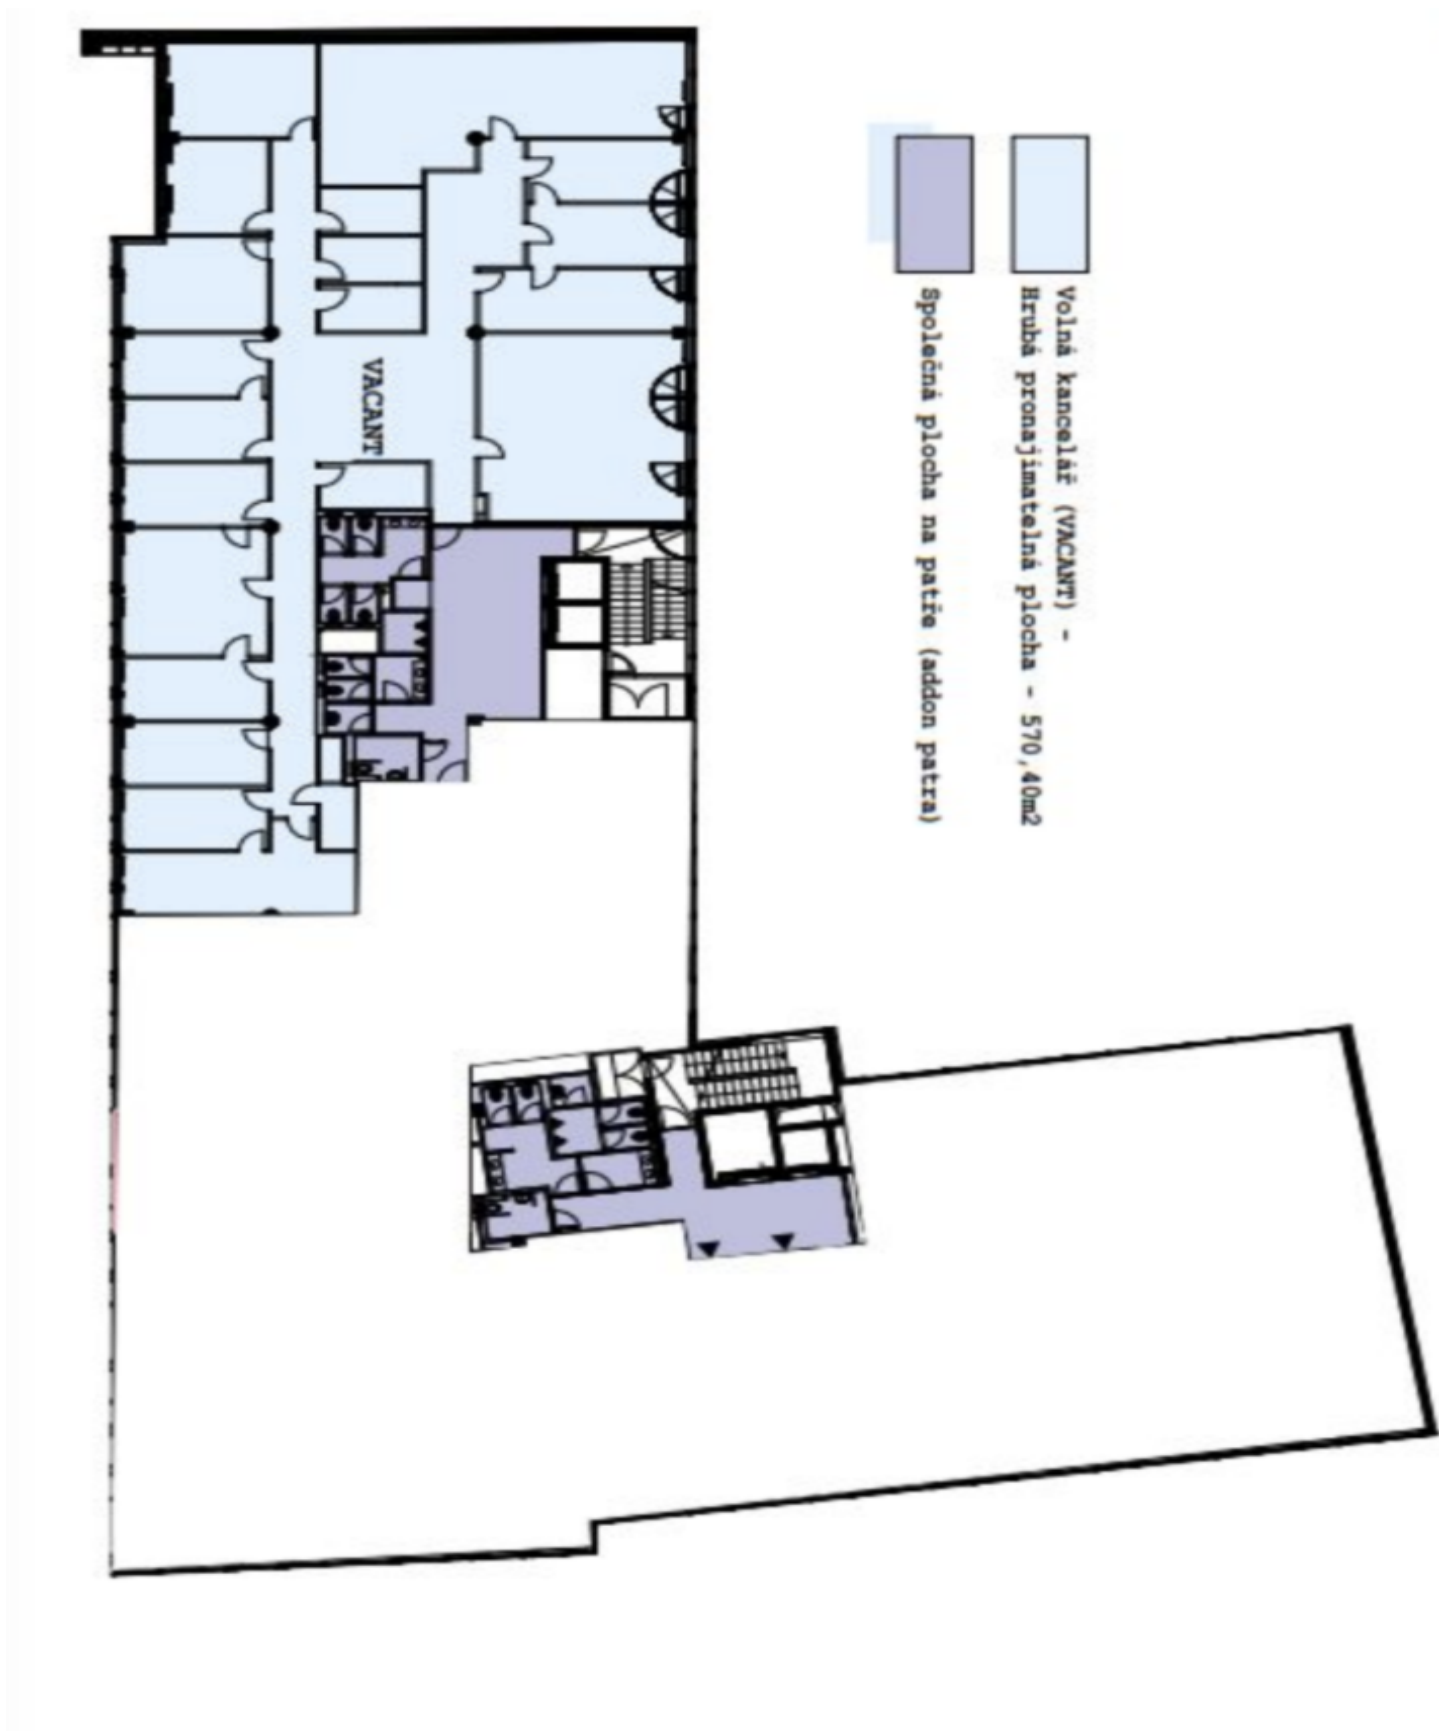 Volná kancelář (VACANT) -
Hrubá pronajímatelná plocha - 570,40m2
Společná plocha na patře (addon patra)
VACANT